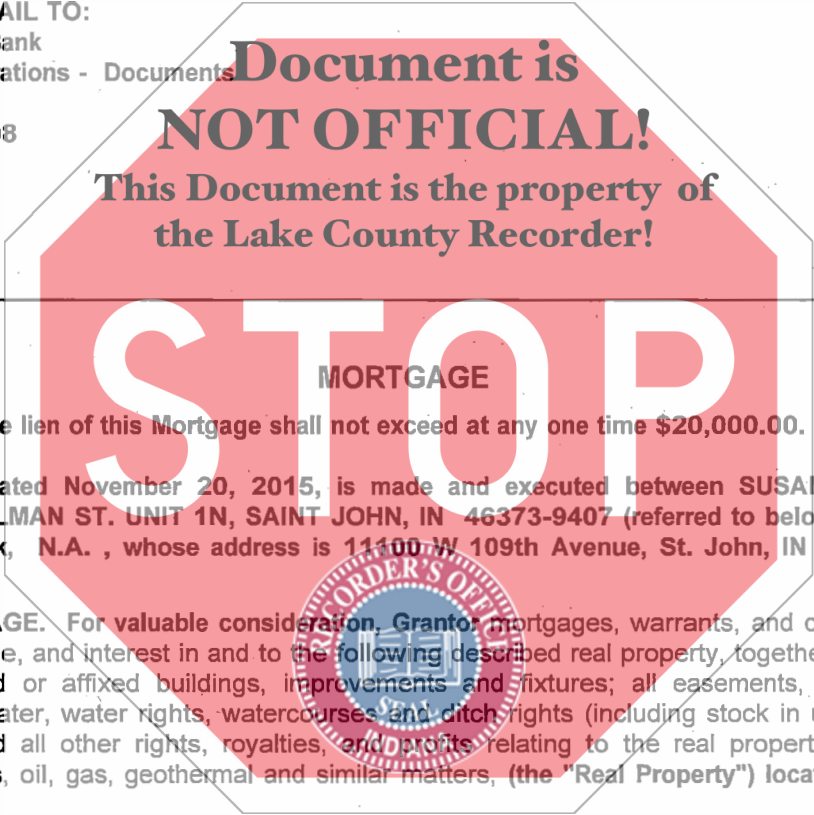 AIL TO:
ank
ations - Documents
8
Document is
NOT OFFICIAL!
This Document is the property of
the Lake County Recorder!
STOP
MORTGAGE
e lien of this Mortgage shall not exceed at any one time $20,000.00.
ated November 20, 2015, is made and executed between SUSAN
LMAN ST. UNIT 1N, SAINT JOHN, IN 46373-9407 (referred to belo
, N.A. , whose address is 11100 W 109th Avenue, St. John, IN
GE. For valuable consideration, Grantor mortgages, warrants, and c
e, and interest in and to the following described real property, togethe
d or affixed buildings, improvements and fixtures; all easements,
ater, water rights, watercourses and ditch rights (including stock in u
d all other rights, royalties, and profits relating to the real propert
s, oil, gas, geothermal and similar matters, (the "Real Property") loca
RECORDER'S OFFICE
SEAL
INDIANA